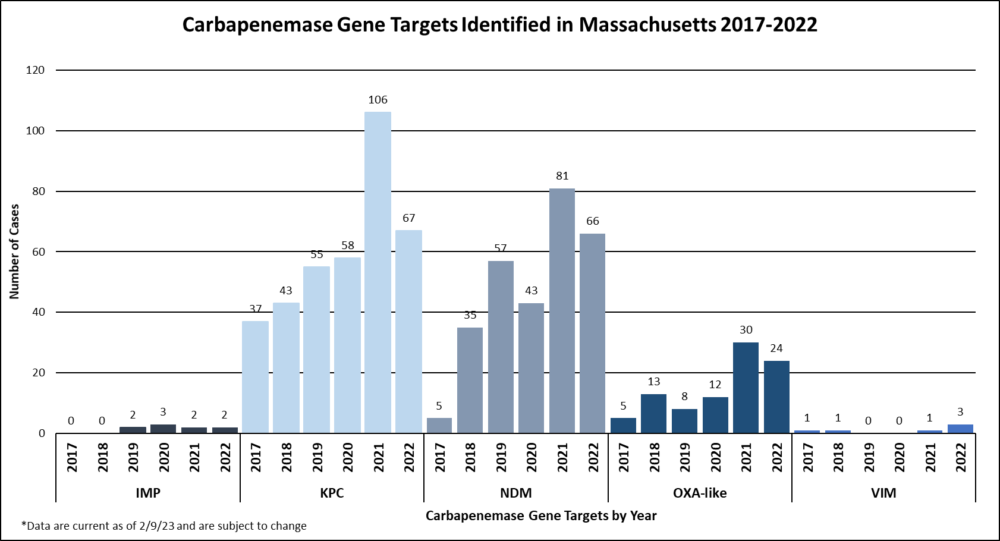 Carbapenemase Gene Targets Identified in Massachusetts 2017-2022
Number of Cases
120
100
80
60
40
20
0
0 0 2 3 2 2
37 43 55 58 106 67
5 35 57 43 81 66
5 13 8 12 30 24
1 1 0 0 1 3
2017 2018 2019 2020 2021 2022
2017 2018 2019 2020 2021 2022
2017 2018 2019 2020 2021 2022
2017 2018 2019 2020 2021 2022
2017 2018 2019 2020 2021 2022
IMP KPC NDM OXA-like VIM
Carbapenemase Gene Targets by Year
*Data are current as of 2/9/23 and are subject to change